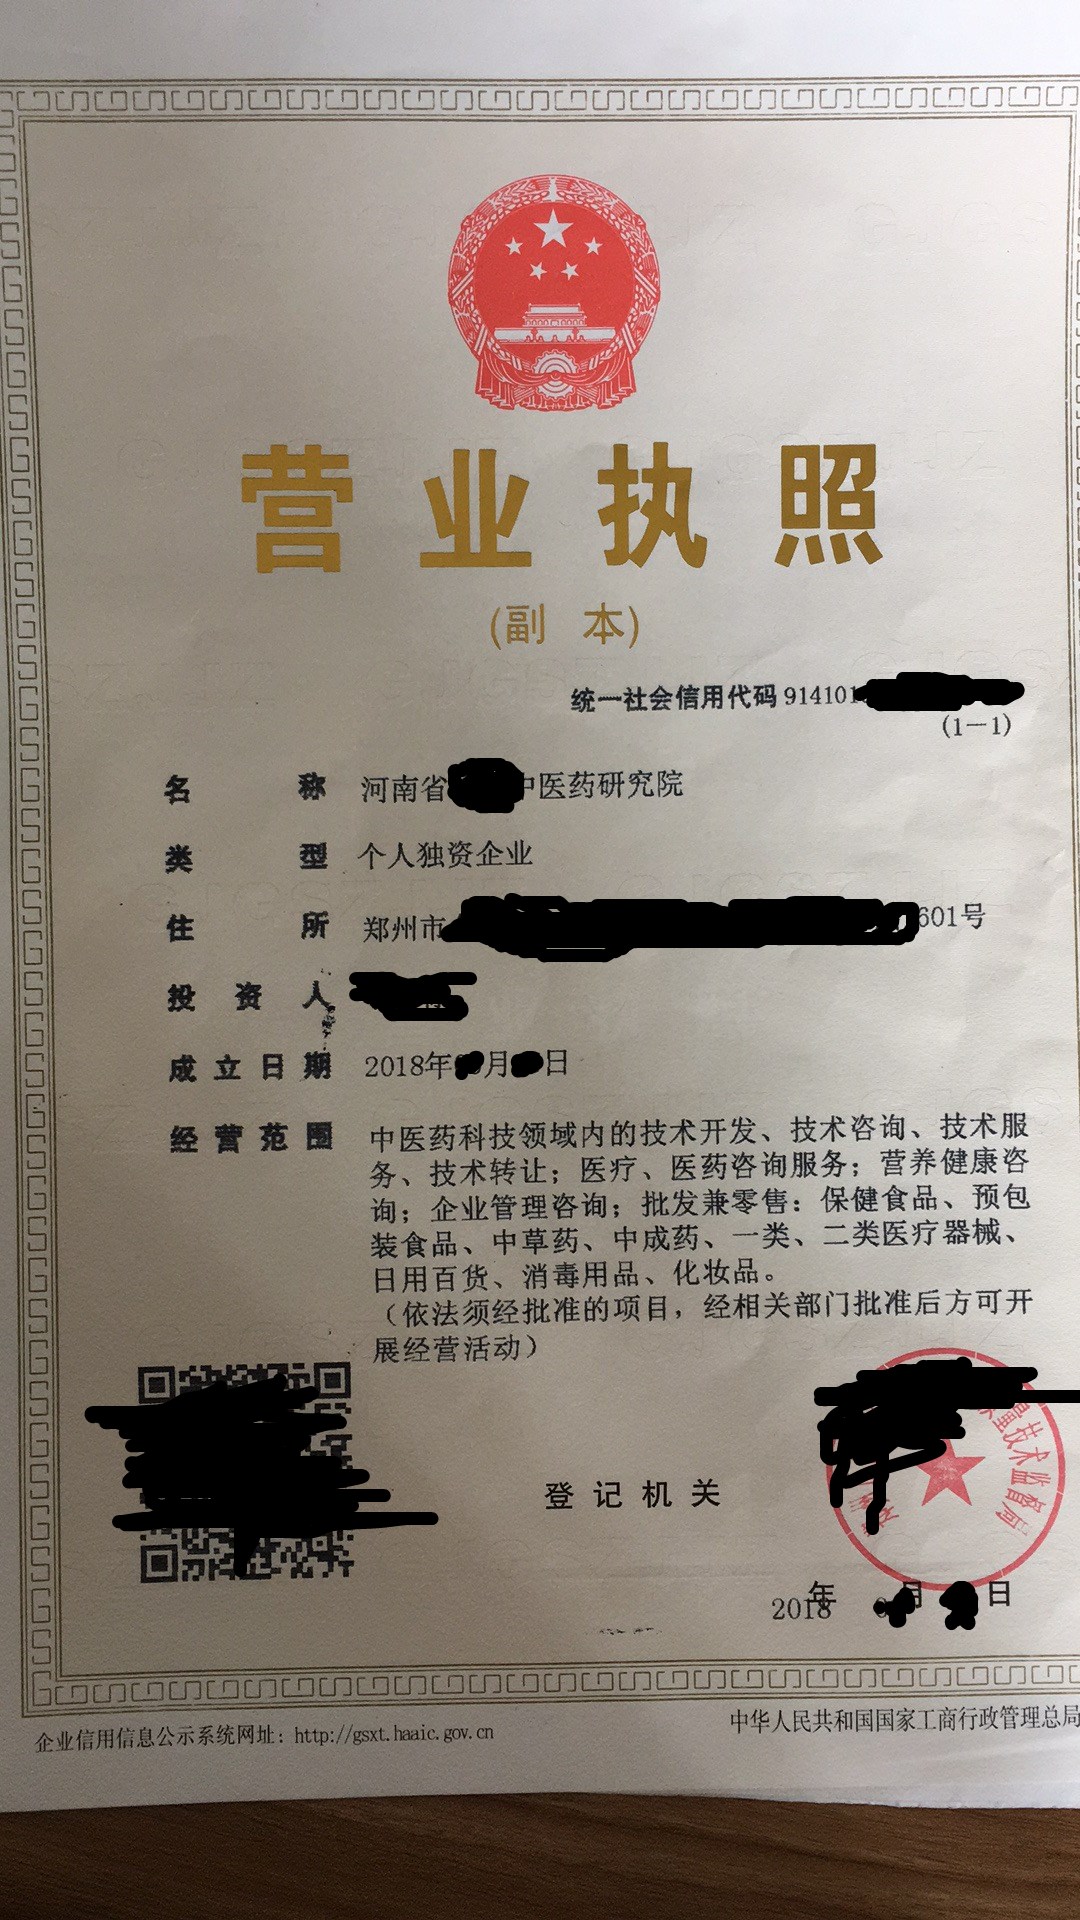 营业执照
(副 本)
统一社会信用代码 914101
(1-1)
名 称 河南省 中医药研究院
类 型 个人独资企业
住 所 郑州市 601号
投 资 人
成 立 日 期 2018年 月 日
经 营 范 围 中医药科技领域内的技术开发、技术咨询、技术服
务、技术转让；医疗、医药咨询服务；营养健康咨
询；企业管理咨询；批发兼零售：保健食品、预包
装食品、中草药、中成药、一类、二类医疗器械、
日用百货、消毒用品、化妆品。
（依法须经批准的项目，经相关部门批准后方可开
展经营活动）
质量技术监督局
登 记 机 关
2018 年 月 日
企业信用信息公示系统网址：http://gsxt.haaic.gov.cn
中华人民共和国国家工商行政管理总局